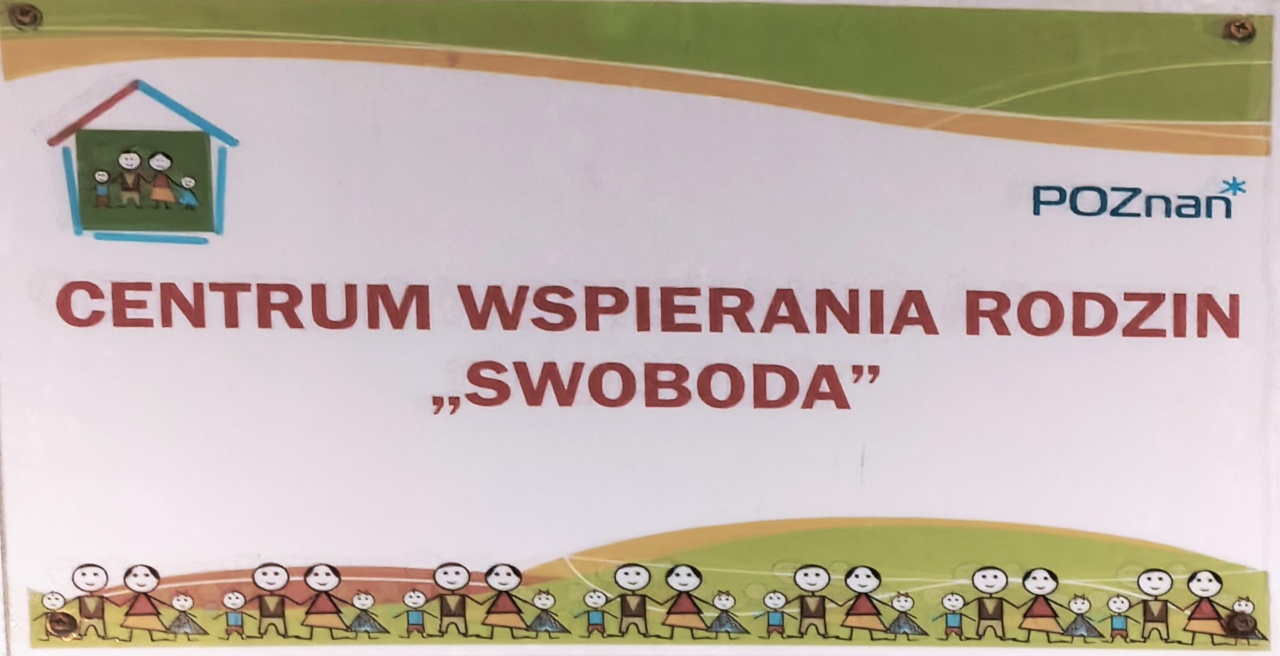 POZnan*
CENTRUM WSPIERANIA RODZIN
„SWOBODA”